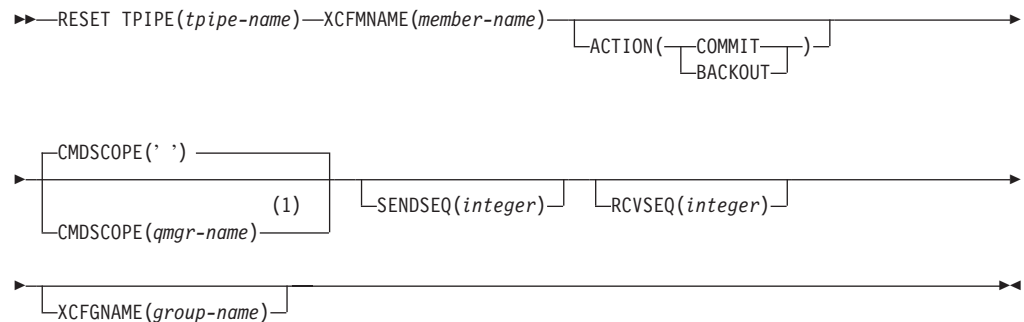 RESET TPIPE(tpipe-name) XCFMNAME(member-name)
ACTION( COMMIT )
BACKOUT
CMDSCOPE(' ')
(1)
CMDSCOPE(qmgr-name)
SENDSEQ(integer) RCVSEQ(integer)
XCFGNAME(group-name)